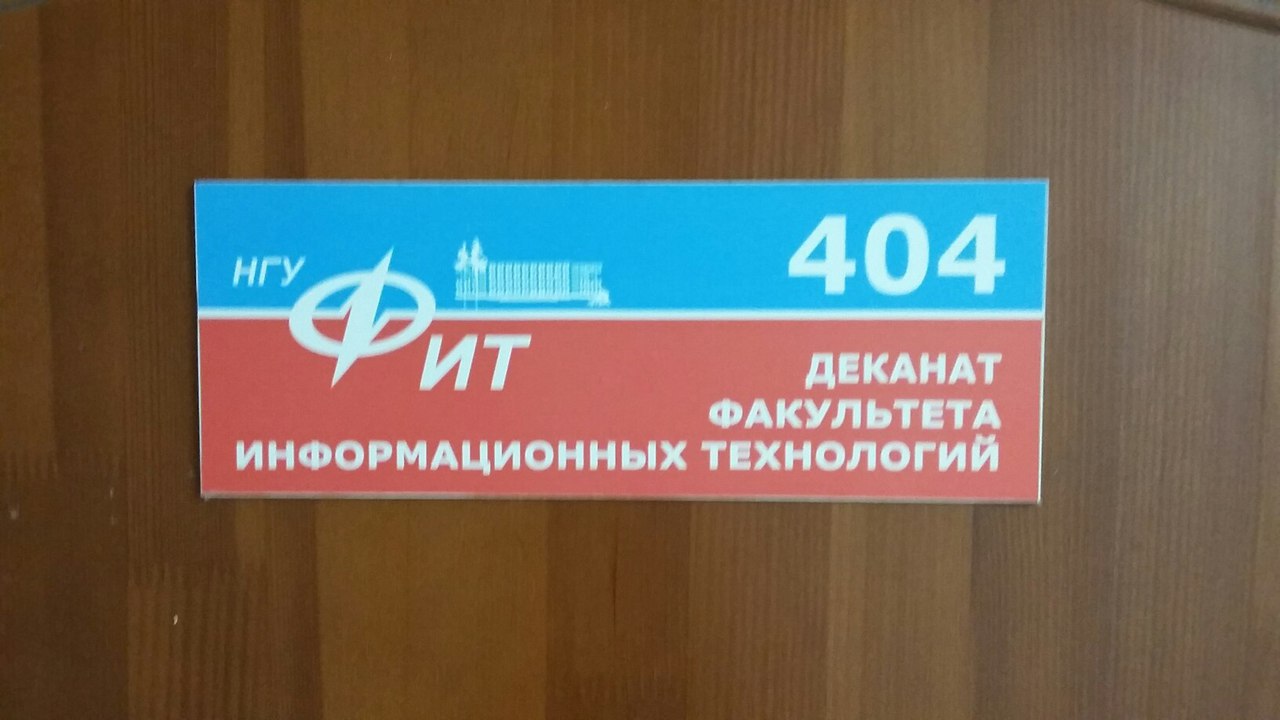 НГУ
404
ФИТ
ДЕКАНАТ
ФАКУЛЬТЕТА
ИНФОРМАЦИОННЫХ ТЕХНОЛОГИЙ